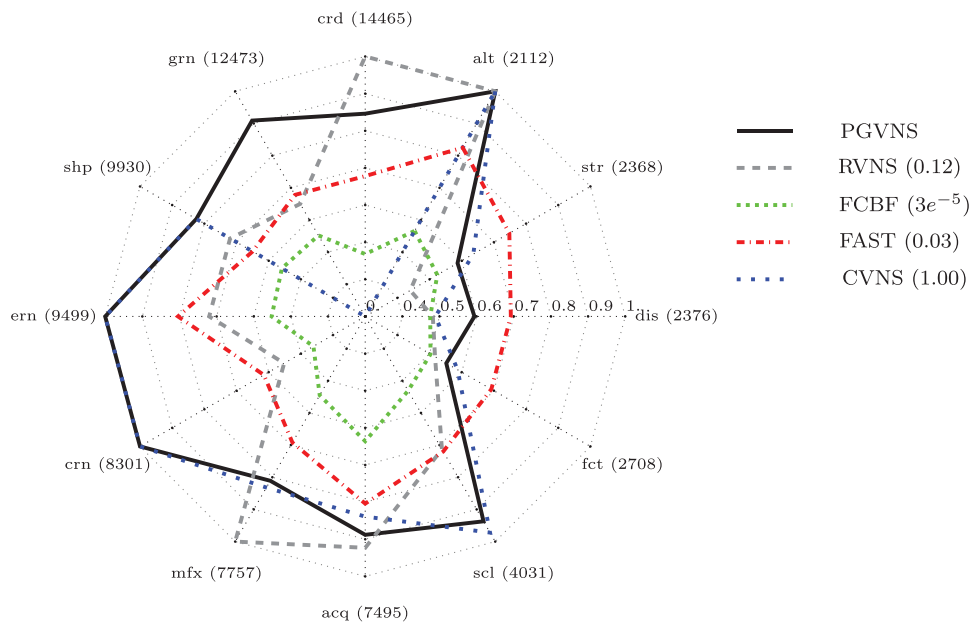 crd (14465)
grn (12473)
alt (2112)
PGVNS
shp (9930)
str (2368)
RVNS (0.12)
FCBF (3e⁻⁵)
FAST (0.03)
CVNS (1.00)
ern (9499)
0. 0.4 0.5 0.6 0.7 0.8 0.9 1
dis (2376)
crn (8301)
fct (2708)
mfx (7757)
scl (4031)
acq (7495)